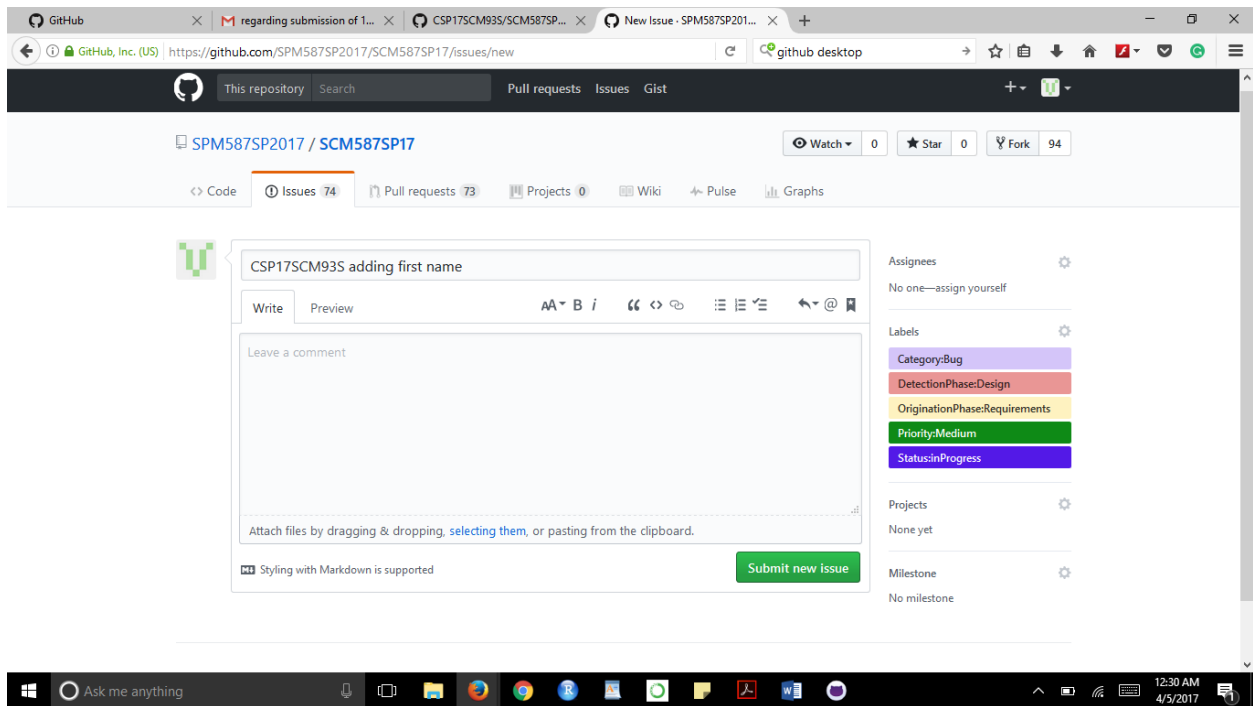 GitHub
regarding submission of 1...
CSP17SCM93S/SCM587SP...
New Issue · SPM587SP201...
GitHub, Inc. (US)
https://github.com/SPM587SP2017/SCM587SP17/issues/new
github desktop
This repository
Search
Pull requests
Issues
Gist
SPM587SP2017 / SCM587SP17
Watch
0
Star
0
Fork
94
Code
Issues 74
Pull requests 73
Projects 0
Wiki
Pulse
Graphs
CSP17SCM93S adding first name
Write
Preview
AA B i
Leave a comment
Attach files by dragging & dropping, selecting them, or pasting from the clipboard.
Styling with Markdown is supported
Submit new issue
Assignees
No one—assign yourself
Labels
Category:Bug
DetectionPhase:Design
OriginationPhase:Requirements
Priority:Medium
Status:inProgress
Projects
None yet
Milestone
No milestone
Ask me anything
12:30 AM
4/5/2017